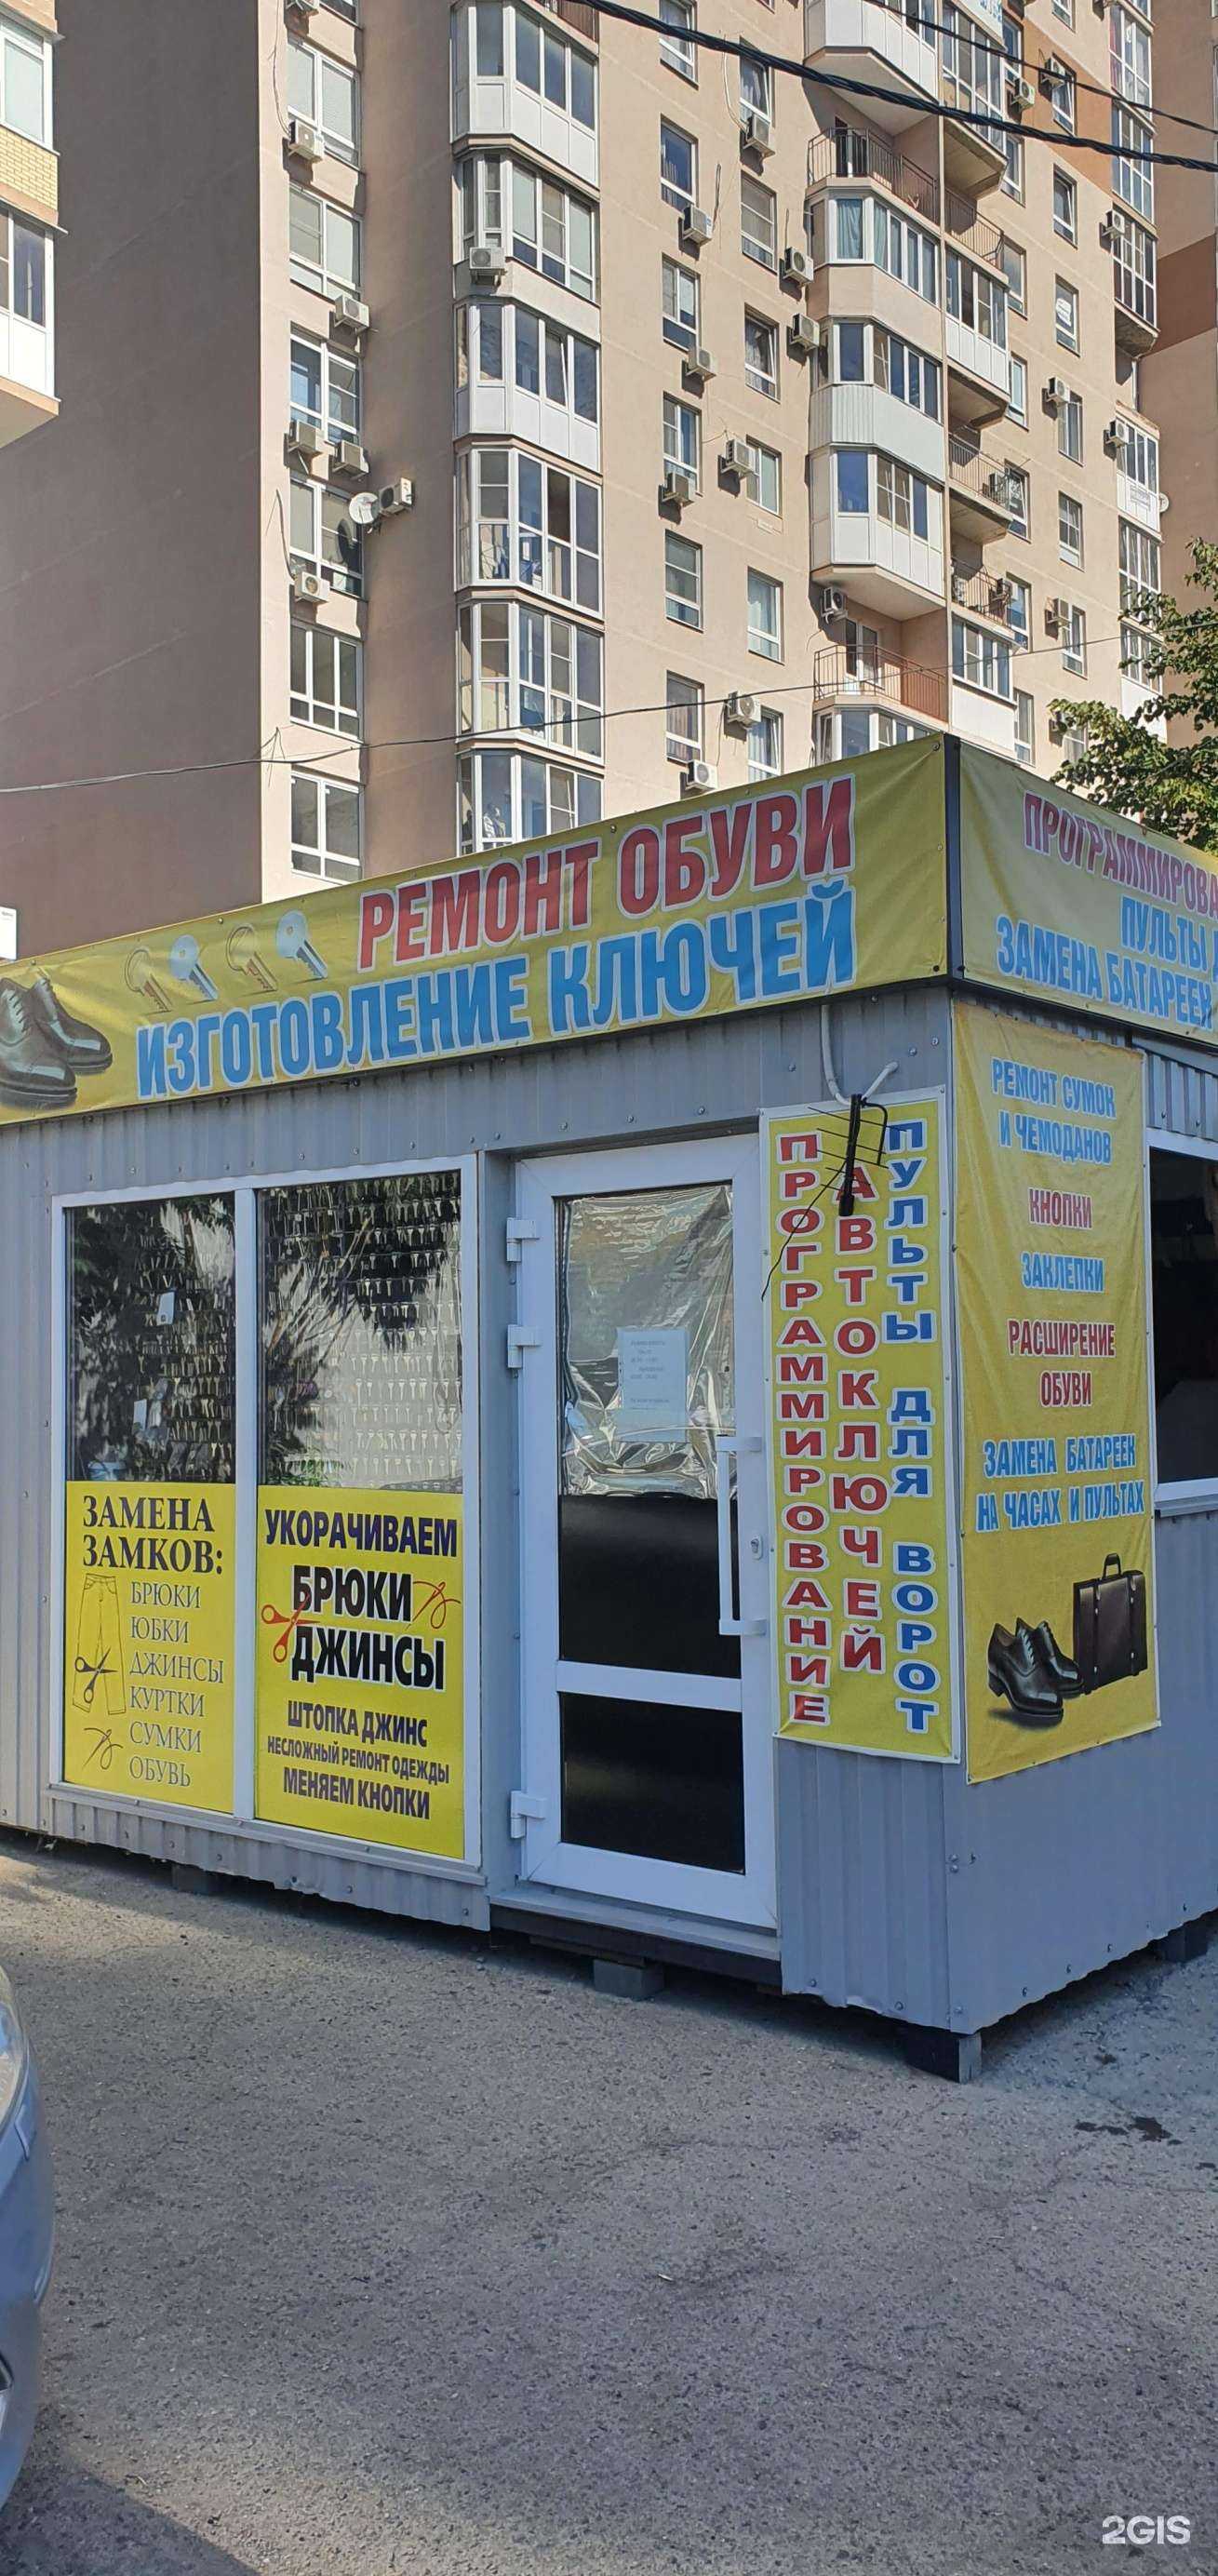 РЕМОНТ ОБУВИ
ИЗГОТОВЛЕНИЕ КЛЮЧЕЙ
ПУЛЬТЫ
ЗАМЕНА БАТАРЕЕК
ЗАМЕНА
ЗАМКОВ:
БРЮКИ
ЮБКИ
ДЖИНСЫ
КУРТКИ
СУМКИ
ОБУВЬ
УКОРАЧИВАЕМ
БРЮКИ
ДЖИНСЫ
ШТОПКА ДЖИНС
НЕСЛОЖНЫЙ РЕМОНТ ОДЕЖДЫ
МЕНЯЕМ КНОПКИ
ПРОГРАММИРОВАНИЕ
АВТОКЛЮЧЕЙ
ПУЛЬТЫ ДЛЯ ВОРОТ
РЕМОНТ СУМОК
И ЧЕМОДАНОВ
КНОПКИ
ЗАКЛЕПКИ
РАСШИРЕНИЕ
ОБУВИ
ЗАМЕНА БАТАРЕЕК
НА ЧАСАХ И ПУЛЬТАХ
2GIS